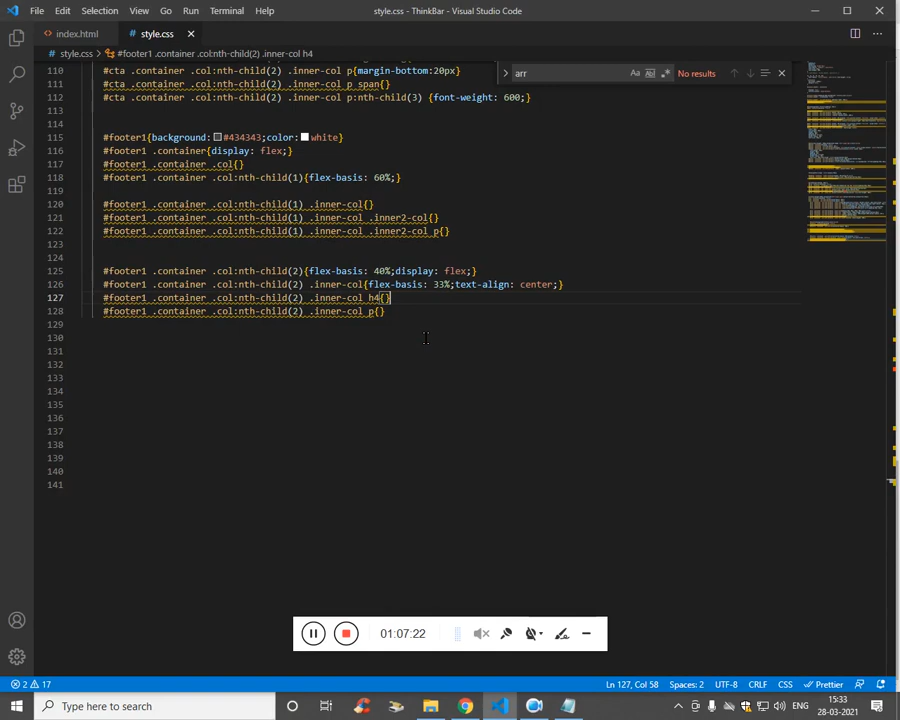 File Edit Selection View Go Run Terminal Help
style.css - ThinkBar - Visual Studio Code
index.html
style.css
style.css > #footer1 .container .col:nth-child(2) .inner-col h4
arr
Aa
No results
110 #cta .container .col:nth-child(2) .inner-col p{margin-bottom:20px}
111 #cta .container .col:nth-child(2) .inner-col p span{}
112 #cta .container .col:nth-child(2) .inner-col p:nth-child(3) {font-weight: 600;}
113
114
115 #footer1{background:#434343;color:white}
116 #footer1 .container{display: flex;}
117 #footer1 .container .col{}
118 #footer1 .container .col:nth-child(1){flex-basis: 60%;}
119
120 #footer1 .container .col:nth-child(1) .inner-col{}
121 #footer1 .container .col:nth-child(1) .inner-col .inner2-col{}
122 #footer1 .container .col:nth-child(1) .inner-col .inner2-col p{}
123
124
125 #footer1 .container .col:nth-child(2){flex-basis: 40%;display: flex;}
126 #footer1 .container .col:nth-child(2) .inner-col{flex-basis: 33%;text-align: center;}
127 #footer1 .container .col:nth-child(2) .inner-col h4{}
128 #footer1 .container .col:nth-child(2) .inner-col p{}
129
130
131
132
133
134
135
136
137
138
139
140
141
01:07:22
2 17
Ln 127, Col 58 Spaces: 2 UTF-8 CRLF CSS Prettier
Type here to search
ENG
15:33
28-03-2021